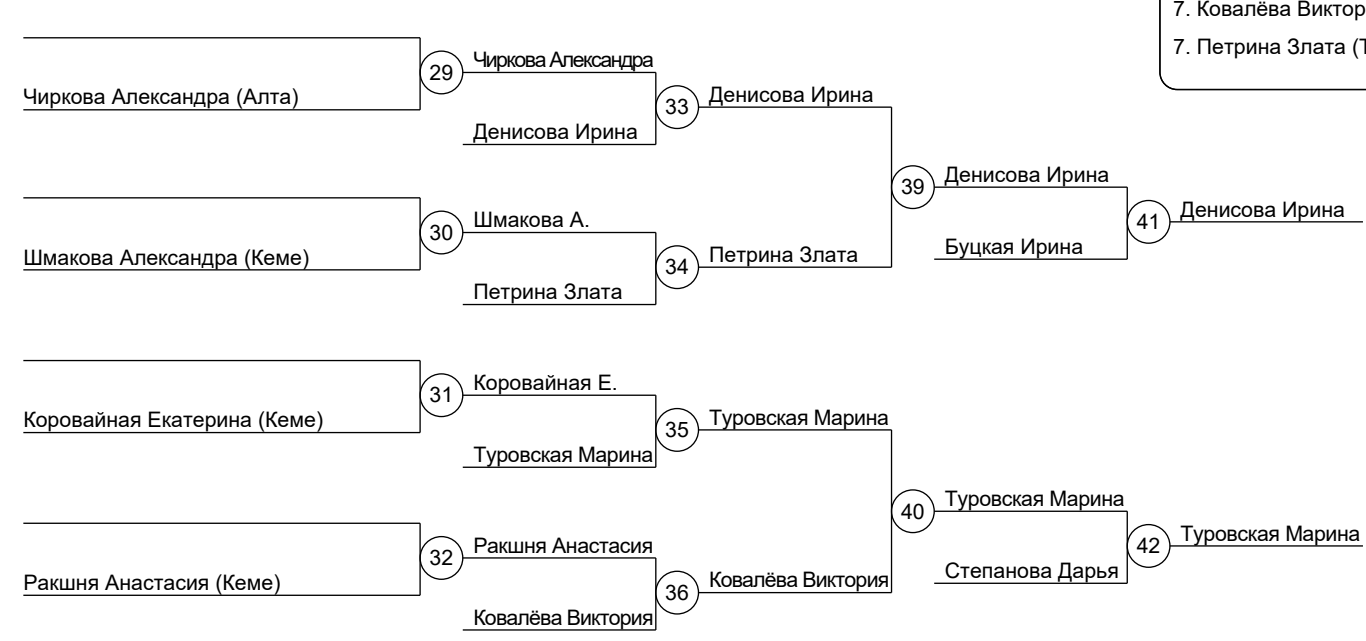 7. Ковалёва Виктор
7. Петрина Злата (Т
29
Чиркова Александра
Чиркова Александра (Алта)
33
Денисова Ирина
Денисова Ирина
39
Денисова Ирина
41
Денисова Ирина
30
Шмакова А.
Буцкая Ирина
Шмакова Александра (Кеме)
34
Петрина Злата
Петрина Злата
31
Коровайная Е.
Коровайная Екатерина (Кеме)
35
Туровская Марина
Туровская Марина
40
Туровская Марина
42
Туровская Марина
32
Ракшня Анастасия
Степанова Дарья
Ракшня Анастасия (Кеме)
36
Ковалёва Виктория
Ковалёва Виктория